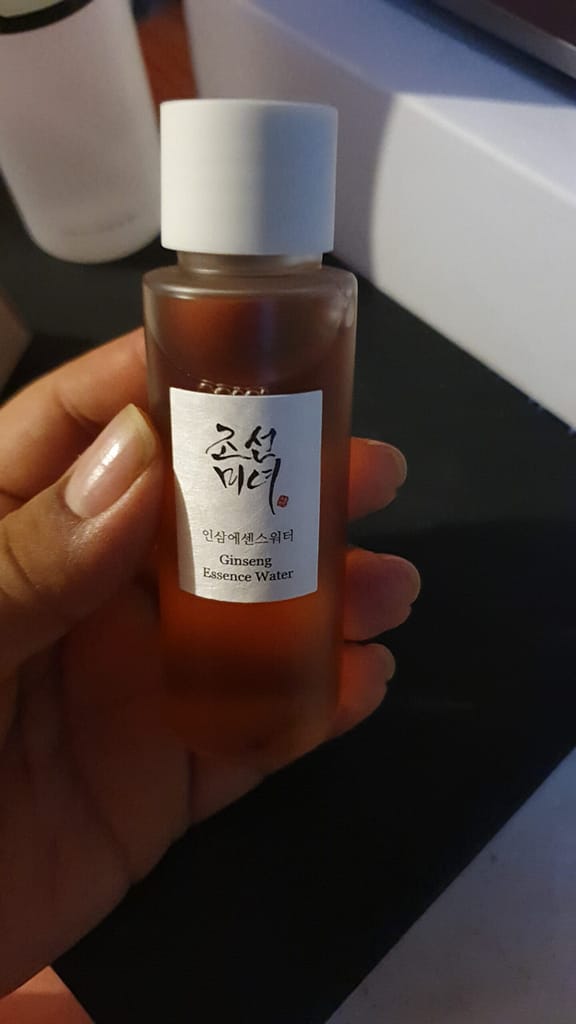 조선
미녀
인삼에센스워터
Ginseng
Essence Water